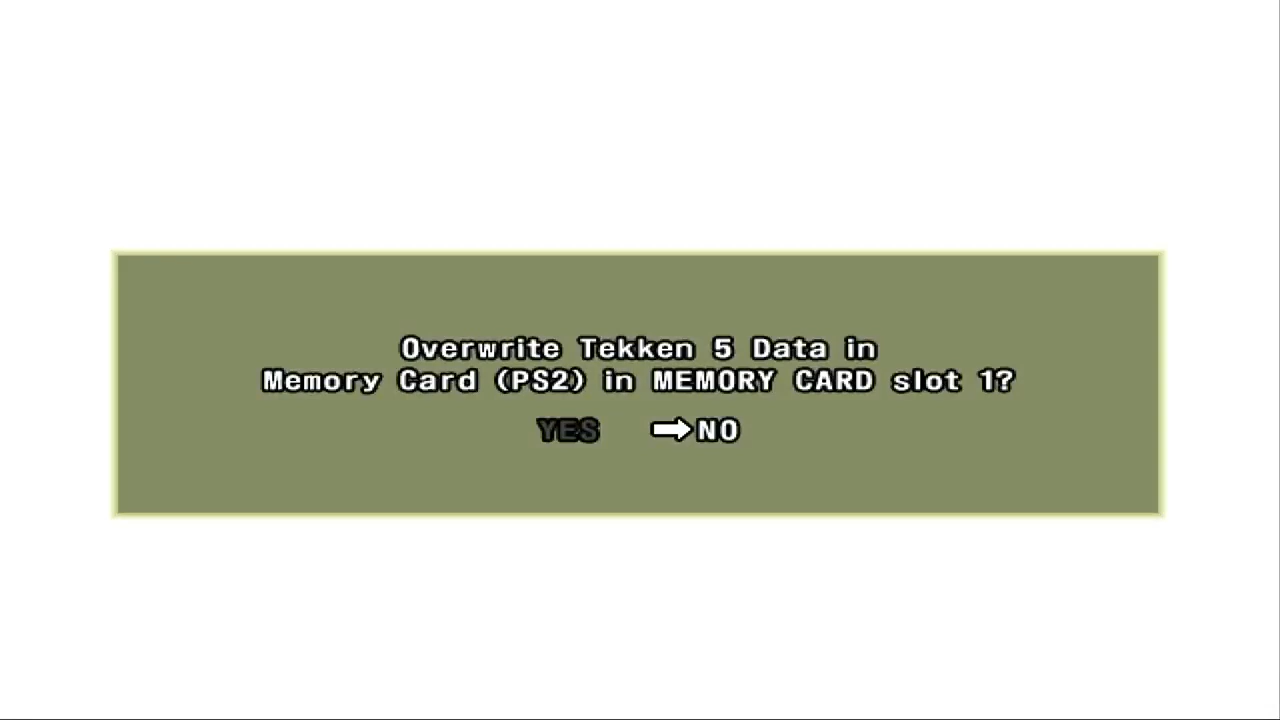 Overwrite Tekken 5 Data in
Memory Card (PS2) in MEMORY CARD slot 1?
YES ➡NO